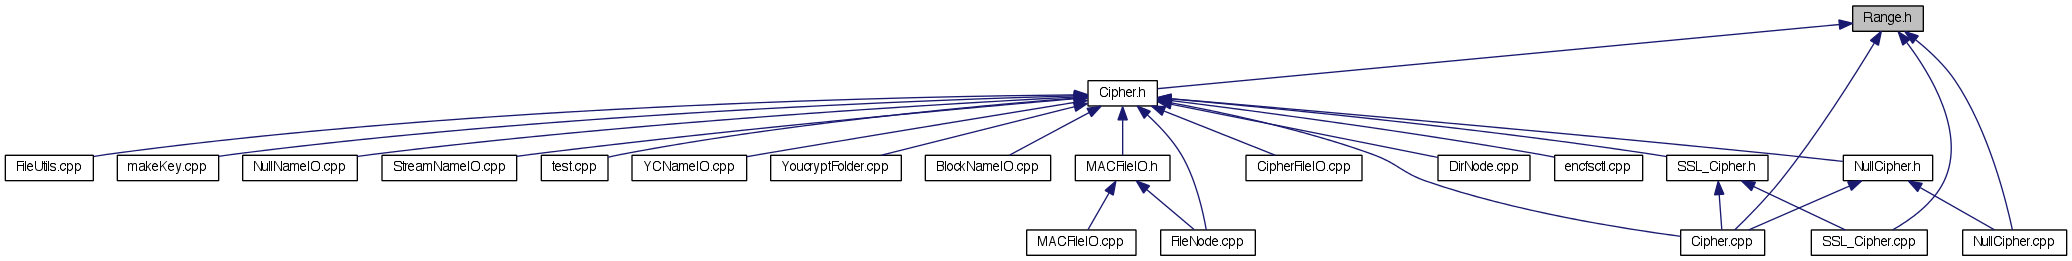 Range.h
Cipher.h
FileUtils.cpp
makeKey.cpp
NullNameIO.cpp
StreamNameIO.cpp
test.cpp
YCNameIO.cpp
YoucryptFolder.cpp
BlockNameIO.cpp
MACFileIO.h
CipherFileIO.cpp
DirNode.cpp
encfsctl.cpp
SSL_Cipher.h
NullCipher.h
MACFileIO.cpp
FileNode.cpp
Cipher.cpp
SSL_Cipher.cpp
NullCipher.cpp